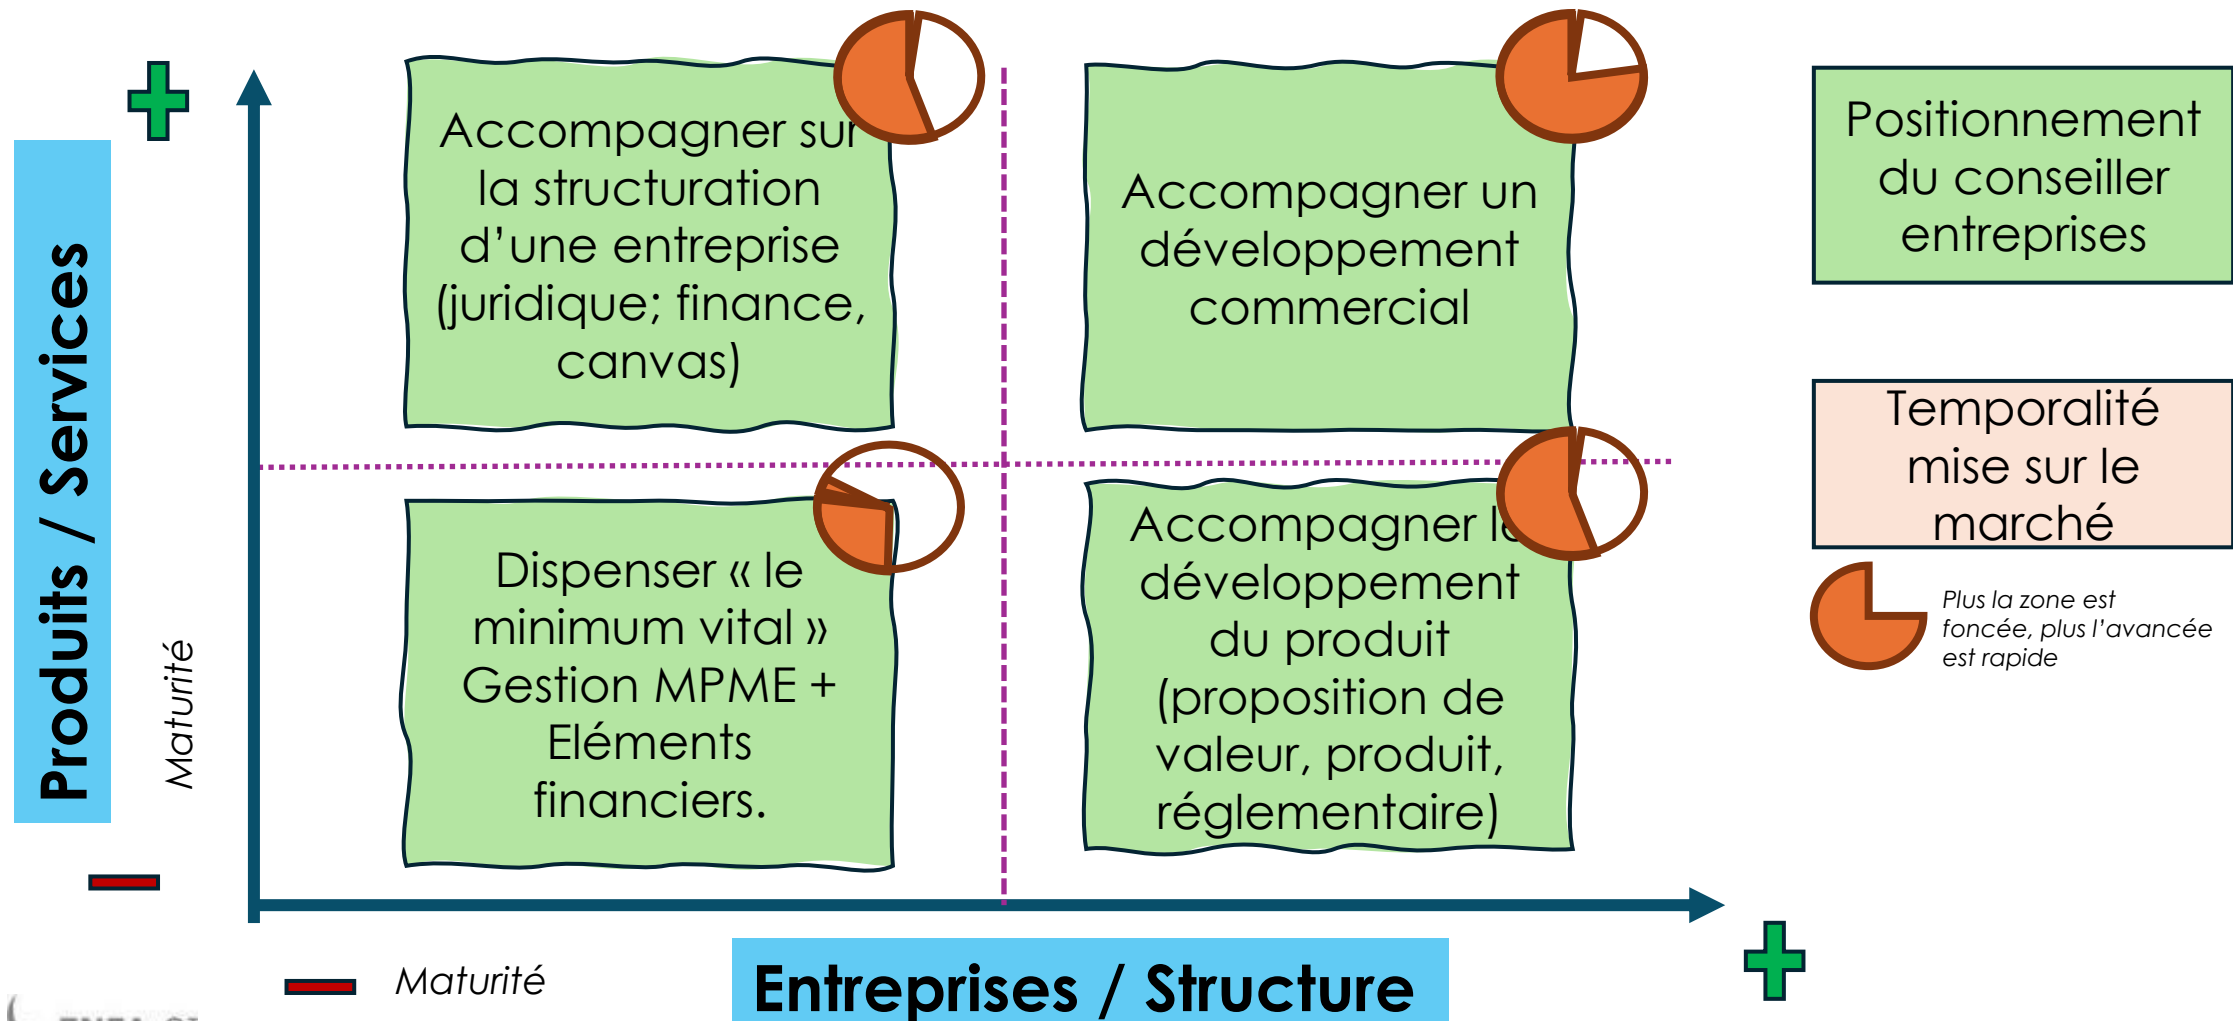 Produits / Services
Maturité
Accompagner sur
la structuration
d’une entreprise
(juridique; finance,
canvas)
Accompagner un
développement
commercial
Dispenser « le
minimum vital »
Gestion MPME +
Eléments
financiers.
Accompagner le
développement
du produit
(proposition de
valeur, produit,
réglementaire)
Positionnement
du conseiller
entreprises
Temporalité
mise sur le
marché
Plus la zone est
foncée, plus l’avancée
est rapide
Maturité
Entreprises / Structure